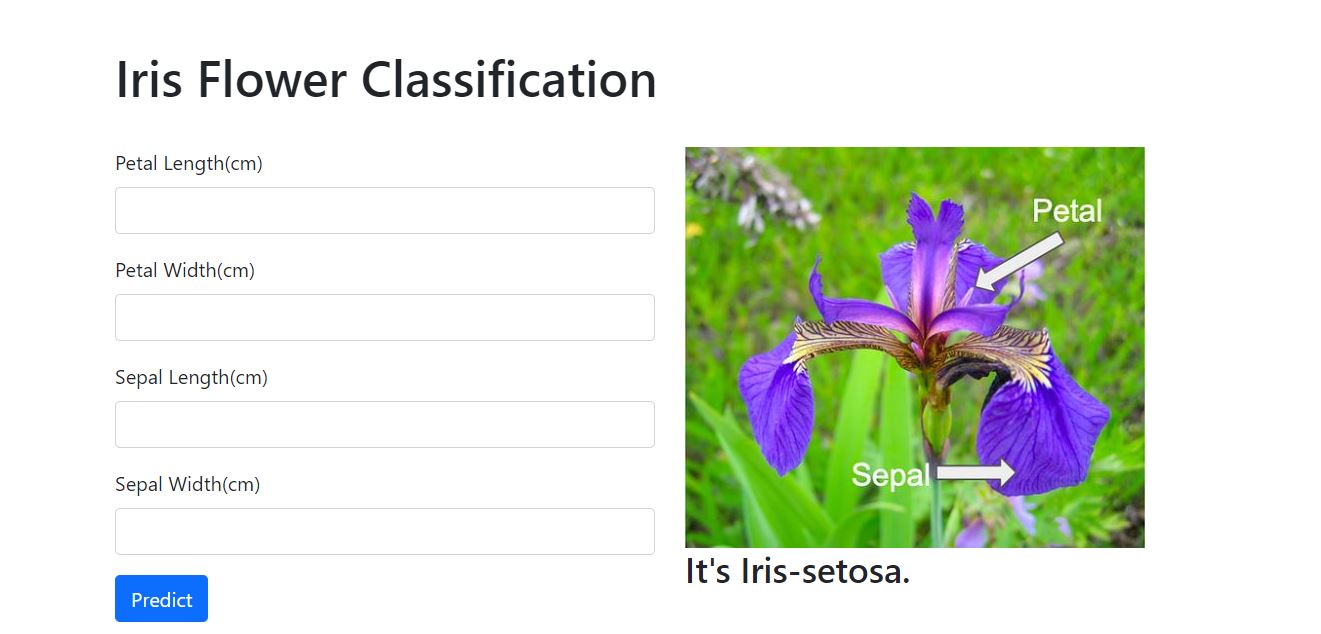 Iris Flower Classification
Petal Length(cm)
Petal Width(cm)
Sepal Length(cm)
Sepal Width(cm)
Predict
Petal
Sepal
It's Iris-setosa.